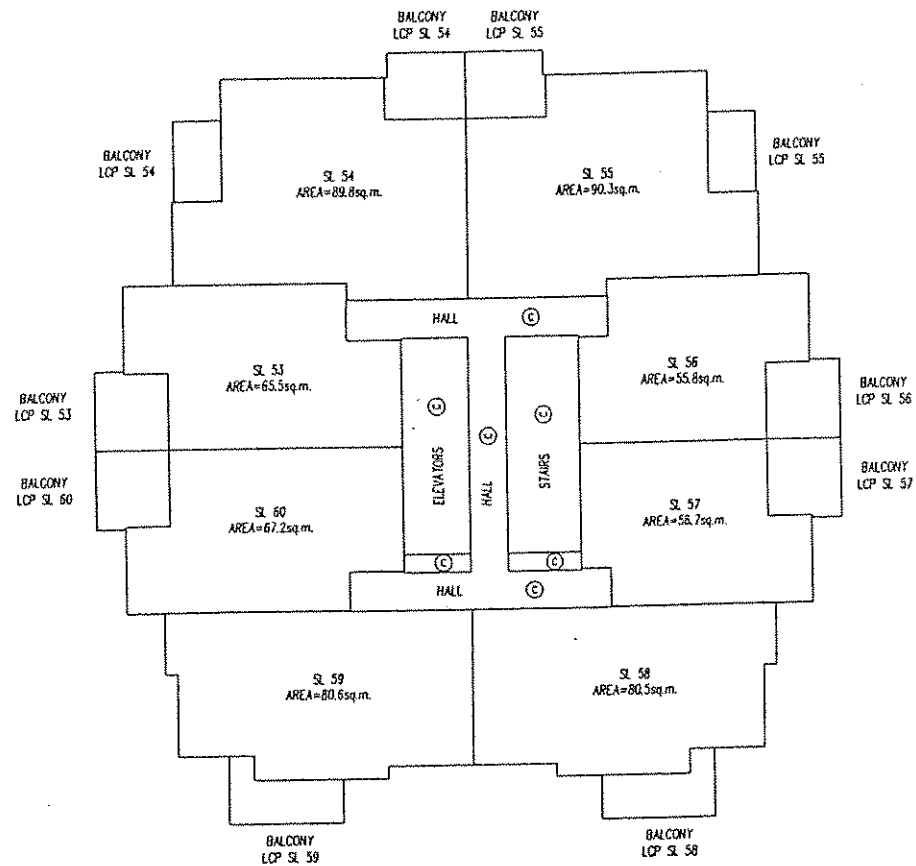 BALCONY
LCP SL 54
BALCONY
LCP SL 55
BALCONY
LCP SL 54
BALCONY
LCP SL 55
SL 54
AREA=89.8sq.m.
SL 55
AREA=90.3sq.m.
HALL
C
SL 53
AREA=65.5sq.m.
SL 56
AREA=55.8sq.m.
BALCONY
LCP SL 53
C
C
C
BALCONY
LCP SL 56
ELEVATORS
HALL
STAIRS
BALCONY
LCP SL 60
BALCONY
LCP SL 57
SL 60
AREA=67.2sq.m.
SL 57
AREA=56.7sq.m.
C
C
HALL
C
SL 59
AREA=80.6sq.m.
SL 58
AREA=80.5sq.m.
BALCONY
LCP SL 59
BALCONY
LCP SL 58